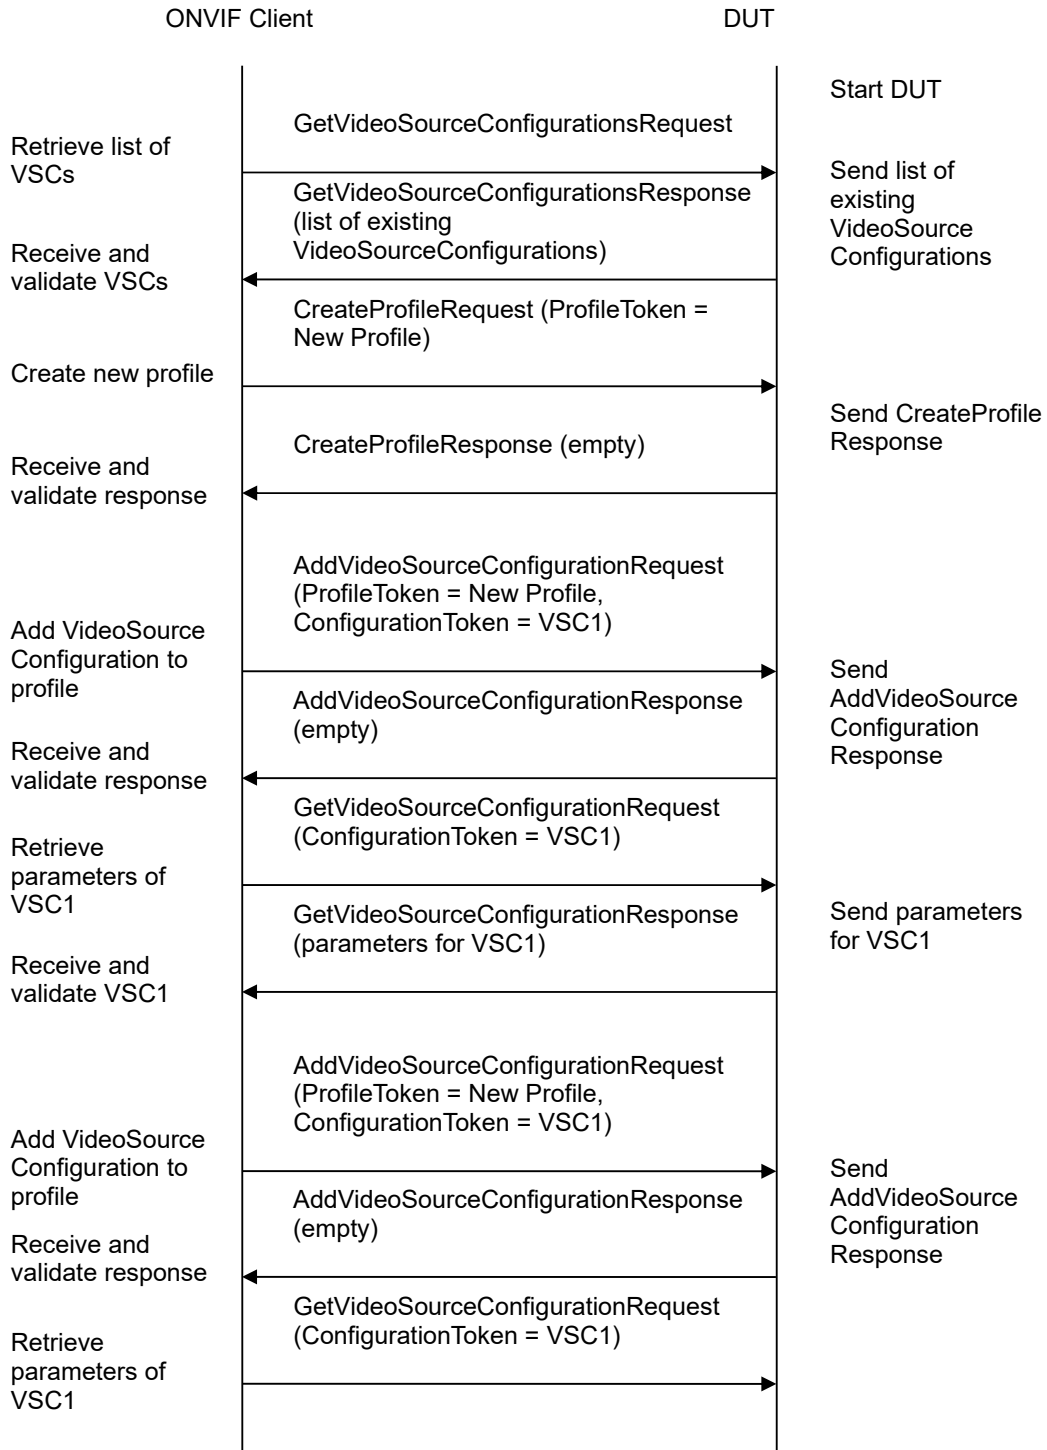 ONVIF Client
DUT
Start DUT
GetVideoSourceConfigurationsRequest
Retrieve list of
VSCs
Send list of
existing
VideoSource
Configurations
GetVideoSourceConfigurationsResponse
(list of existing
VideoSourceConfigurations)
Receive and
validate VSCs
CreateProfileRequest (ProfileToken =
New Profile)
Create new profile
Send CreateProfile
Response
CreateProfileResponse (empty)
Receive and
validate response
AddVideoSourceConfigurationRequest
(ProfileToken = New Profile,
ConfigurationToken = VSC1)
Add VideoSource
Configuration to
profile
Send
AddVideoSource
Configuration
Response
AddVideoSourceConfigurationResponse
(empty)
Receive and
validate response
GetVideoSourceConfigurationRequest
(ConfigurationToken = VSC1)
Retrieve
parameters of
VSC1
Send parameters
for VSC1
GetVideoSourceConfigurationResponse
(parameters for VSC1)
Receive and
validate VSC1
AddVideoSourceConfigurationRequest
(ProfileToken = New Profile,
ConfigurationToken = VSC1)
Add VideoSource
Configuration to
profile
Send
AddVideoSource
Configuration
Response
AddVideoSourceConfigurationResponse
(empty)
Receive and
validate response
GetVideoSourceConfigurationRequest
(ConfigurationToken = VSC1)
Retrieve
parameters of
VSC1